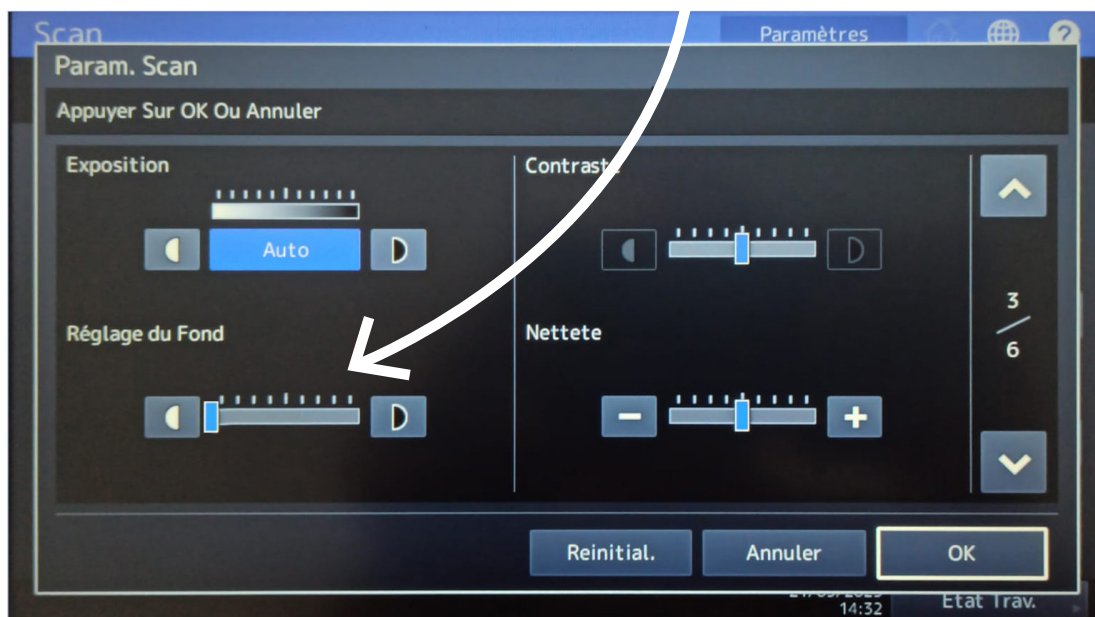 Scan
Paramètres
?
Param. Scan
Appuyer Sur OK Ou Annuler
Exposition
Auto
Contraste
Réglage du Fond
Nettete
3
6
Reinitial.
Annuler
OK
14:32
Etat Trav.